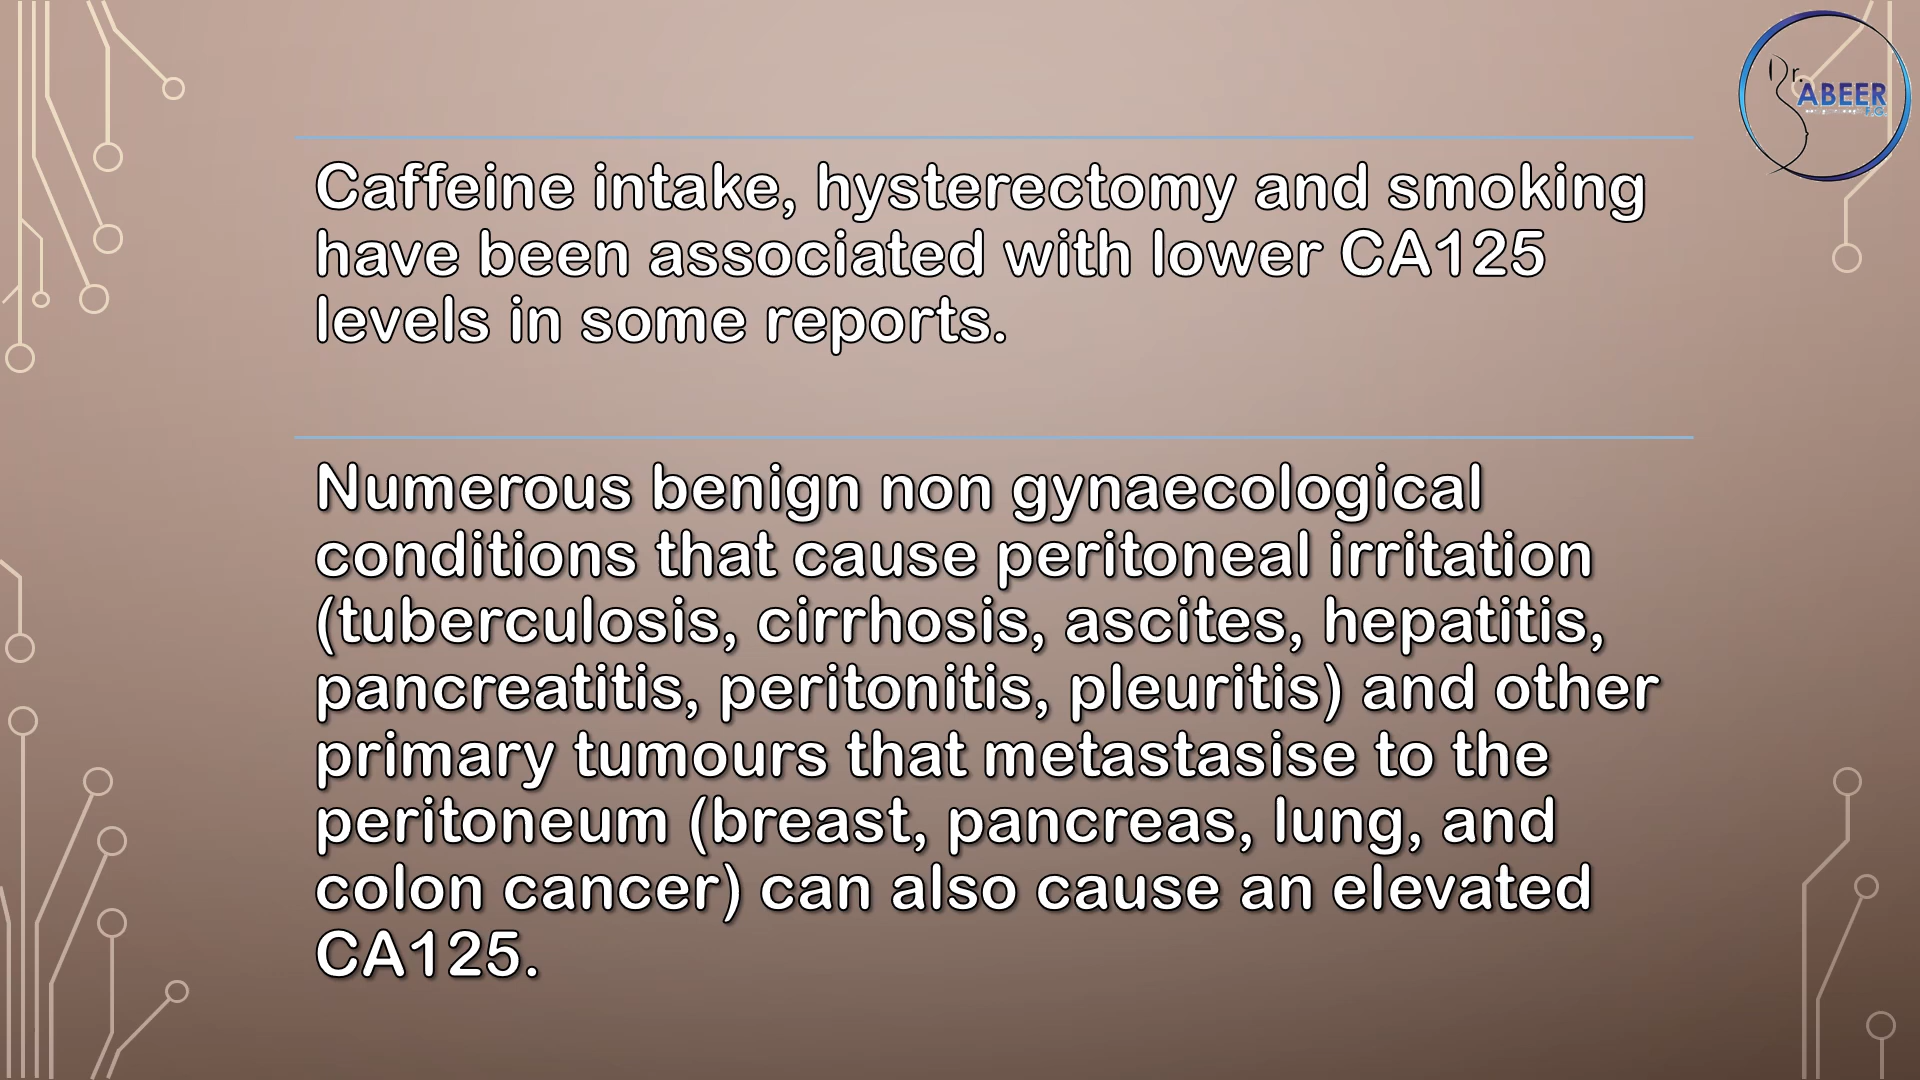 Dr.
ABEER
F.G.
Caffeine intake, hysterectomy and smoking
have been associated with lower CA125
levels in some reports.
Numerous benign non gynaecological
conditions that cause peritoneal irritation
(tuberculosis, cirrhosis, ascites, hepatitis,
pancreatitis, peritonitis, pleuritis) and other
primary tumours that metastasise to the
peritoneum (breast, pancreas, lung, and
colon cancer) can also cause an elevated
CA125.